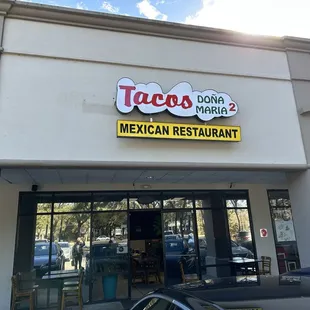 Tacos DOÑA
MARIA 2
MEXICAN RESTAURANT